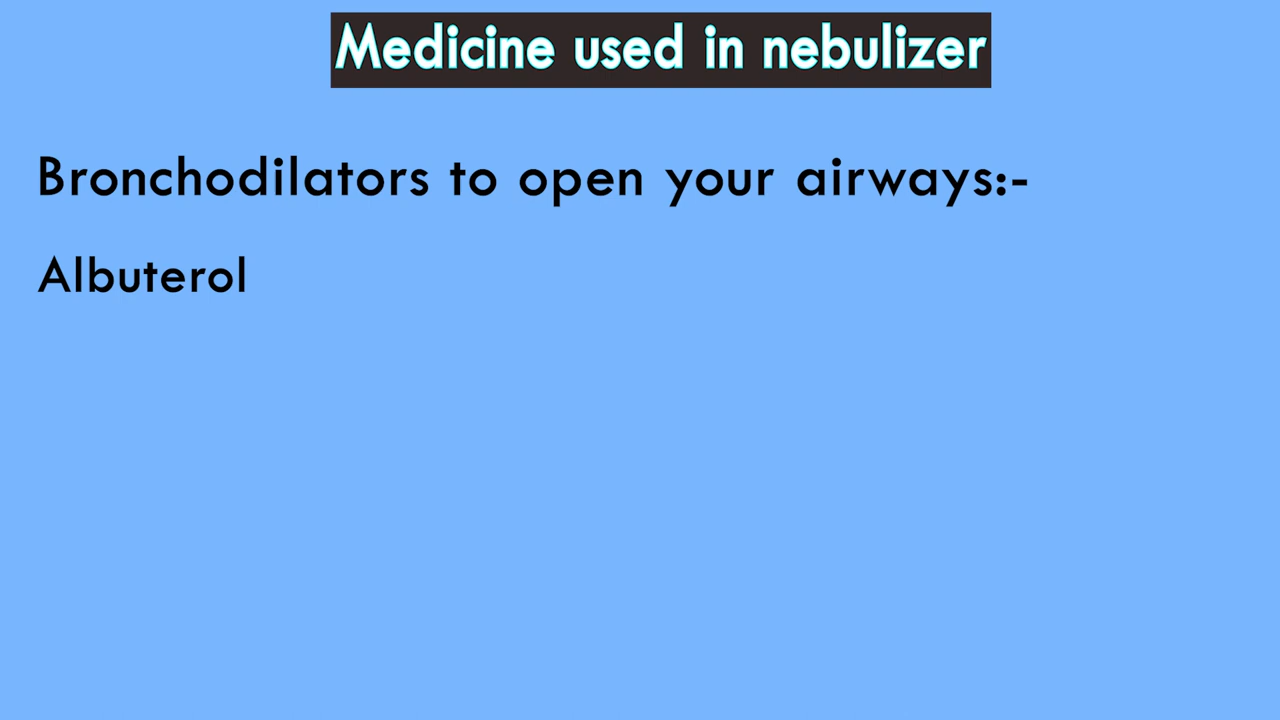 Medicine used in nebulizer
Bronchodilators to open your airways:-
Albuterol